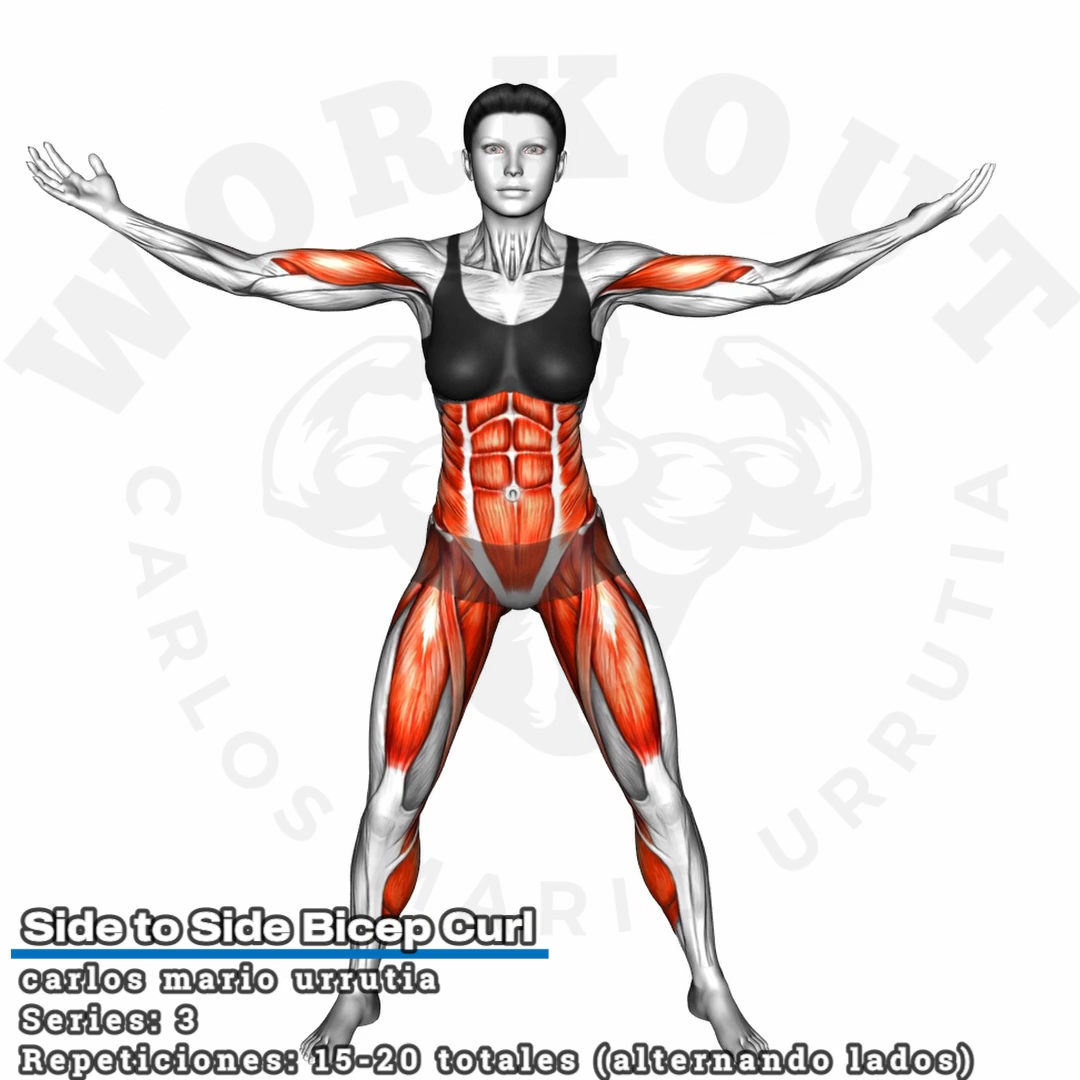 WORKOUT
CARLOS MARIO URRUTIA
Side to Side Bicep Curl
carlos mario urrutia
Series: 3
Repeticiones: 15-20 totales (alternando lados)